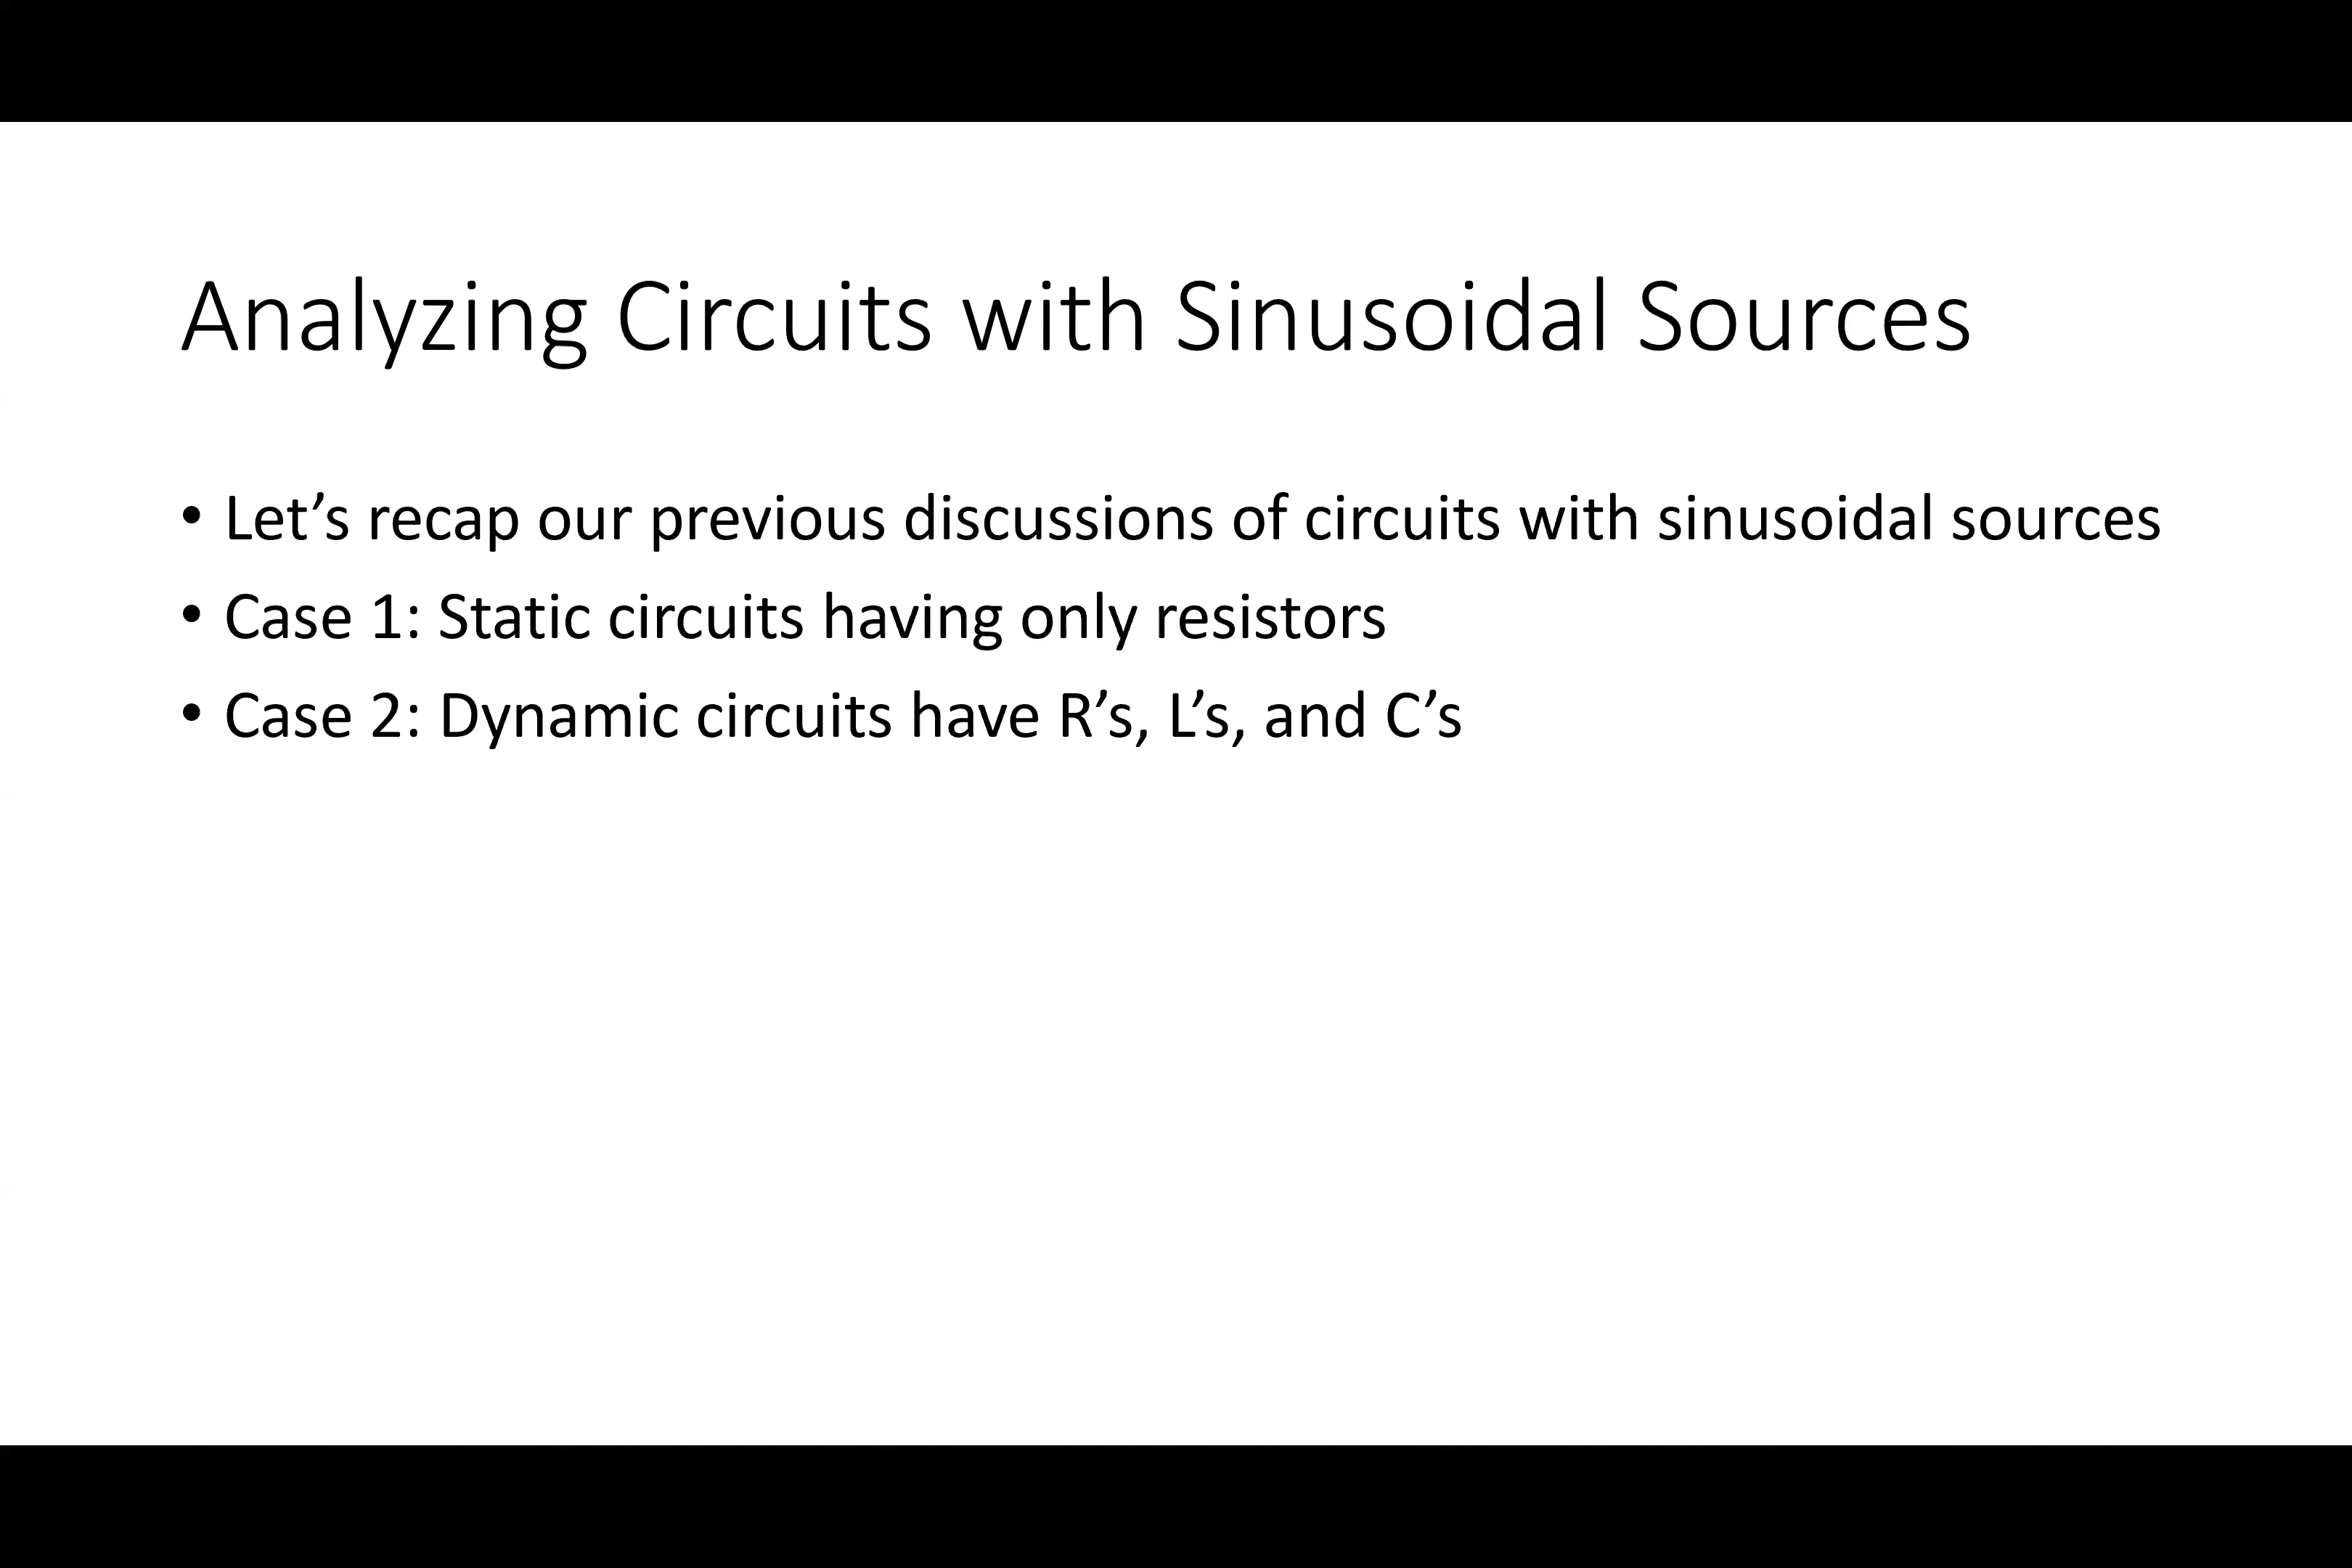 Analyzing Circuits with Sinusoidal Sources
• Let’s recap our previous discussions of circuits with sinusoidal sources
• Case 1: Static circuits having only resistors
• Case 2: Dynamic circuits have R’s, L’s, and C’s